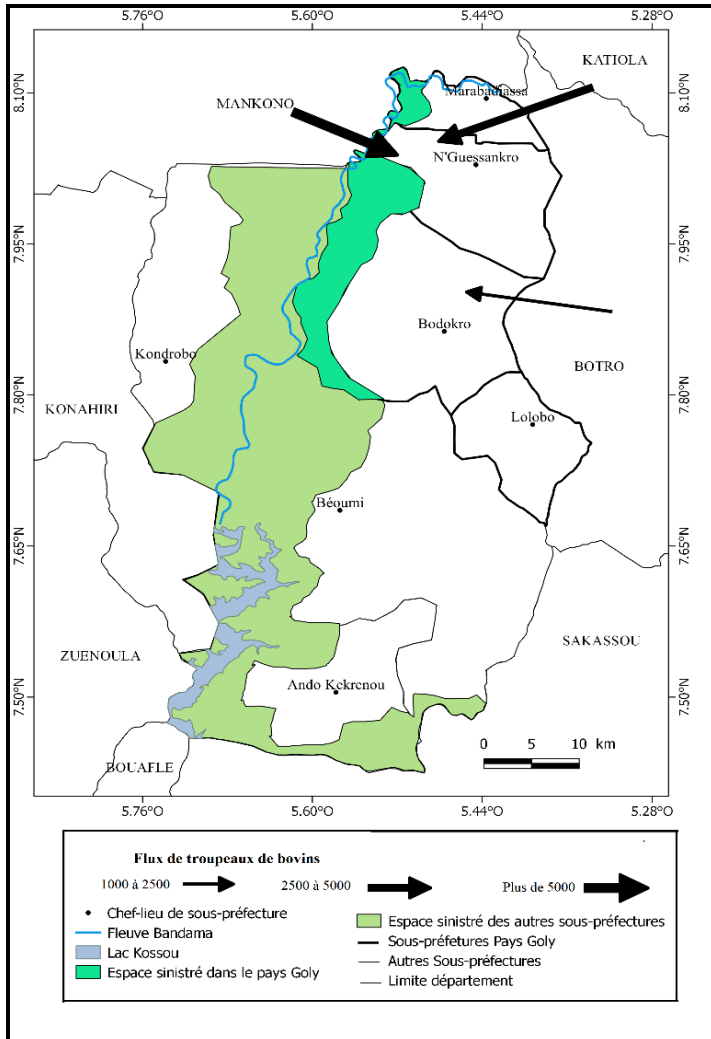 5.76°O 5.60°O 5.44°O 5.28°O
KATIOLA
8.10°N 8.10°N
Marabadiassa
MANKONO
N'Guessankro
7.95°N 7.95°N
Bodokro
Kondrobo
BOTRO
7.80°N 7.80°N
KONAHIRI
Lolobo
Béoumi
7.65°N 7.65°N
SAKASSOU
ZUENOULA
Ando Kekrenou
7.50°N 7.50°N
0 5 10 km
BOUAFLE
5.76°O 5.60°O 5.44°O 5.28°O
Flux de troupeaux de bovins
1000 à 2500 2500 à 5000 Plus de 5000
Chef-lieu de sous-préfecture
Fleuve Bandama
Lac Kossou
Espace sinistré dans le pays Goly
Espace sinistré des autres sous-préfectures
Sous-préfetures Pays Goly
Autres Sous-préfectures
Limite département